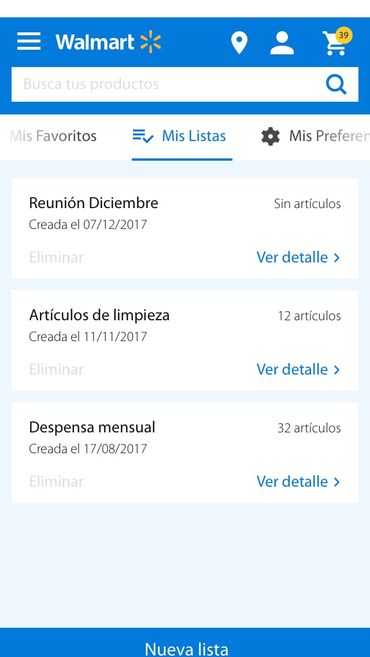 Walmart
39
Busca tus productos
Mis Favoritos
Mis Listas
Mis Preferen
Reunión Diciembre
Sin artículos
Creada el 07/12/2017
Eliminar
Ver detalle
Artículos de limpieza
12 artículos
Creada el 11/11/2017
Eliminar
Ver detalle
Despensa mensual
32 artículos
Creada el 17/08/2017
Eliminar
Ver detalle
Nueva lista